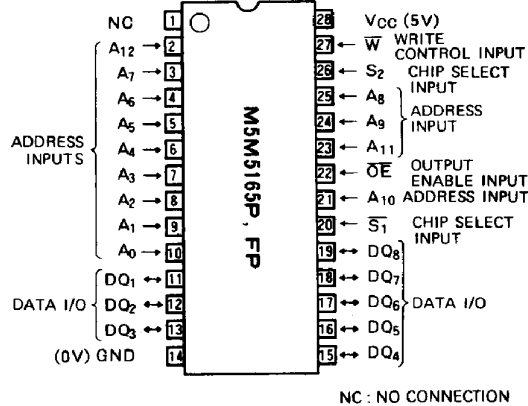 NC 1
A12 2
A7 3
A6 4
A5 5
A4 6
A3 7
A2 8
A1 9
A0 10
DQ1 11
DQ2 12
DQ3 13
(0V) GND 14
ADDRESS
INPUTS
DATA I/O
M5M5165P, FP
28 VCC (5V)
27 W WRITE
CONTROL INPUT
26 S2 CHIP SELECT
INPUT
25 A8
24 A9
23 A11
ADDRESS
INPUT
22 OE OUTPUT
ENABLE INPUT
21 A10 ADDRESS INPUT
20 S1 CHIP SELECT
INPUT
19 DQ8
18 DQ7
17 DQ6
16 DQ5
15 DQ4
DATA I/O
NC : NO CONNECTION